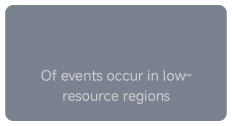 Of events occur in low-
resource regions